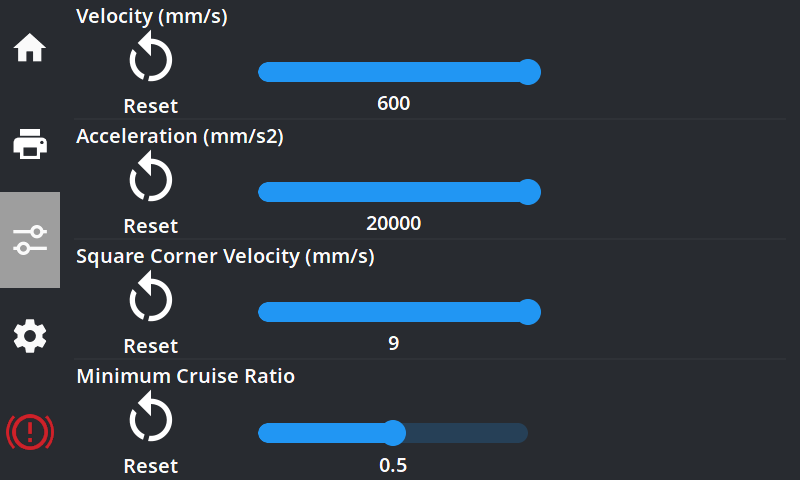 Velocity (mm/s)
Reset
600
Acceleration (mm/s2)
Reset
20000
Square Corner Velocity (mm/s)
Reset
9
Minimum Cruise Ratio
Reset
0.5